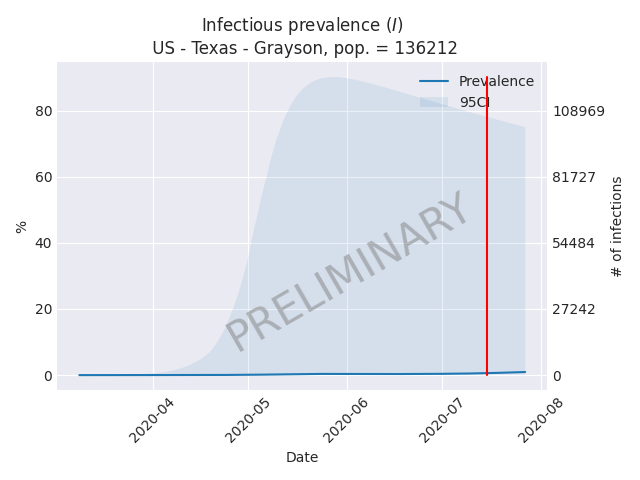 Infectious prevalence (I)
US - Texas - Grayson, pop. = 136212
Prevalence
95CI
80
60
40
20
0
%
108969
81727
54484
27242
0
# of infections
PRELIMINARY
2020-04
2020-05
2020-06
2020-07
2020-08
Date